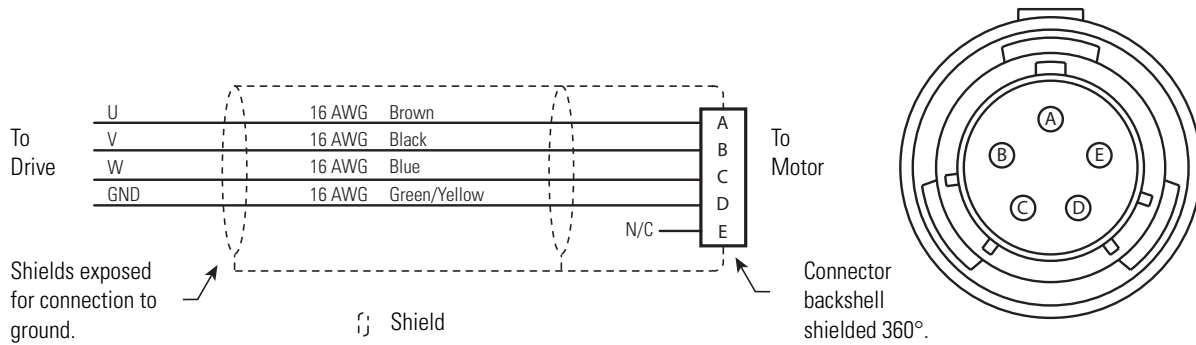 To
Drive
U 16 AWG Brown A
V 16 AWG Black B
W 16 AWG Blue C
GND 16 AWG Green/Yellow D
N/C E
To
Motor
Shields exposed
for connection to
ground.
Shield
Connector
backshell
shielded 360°.
A
B
E
C
D